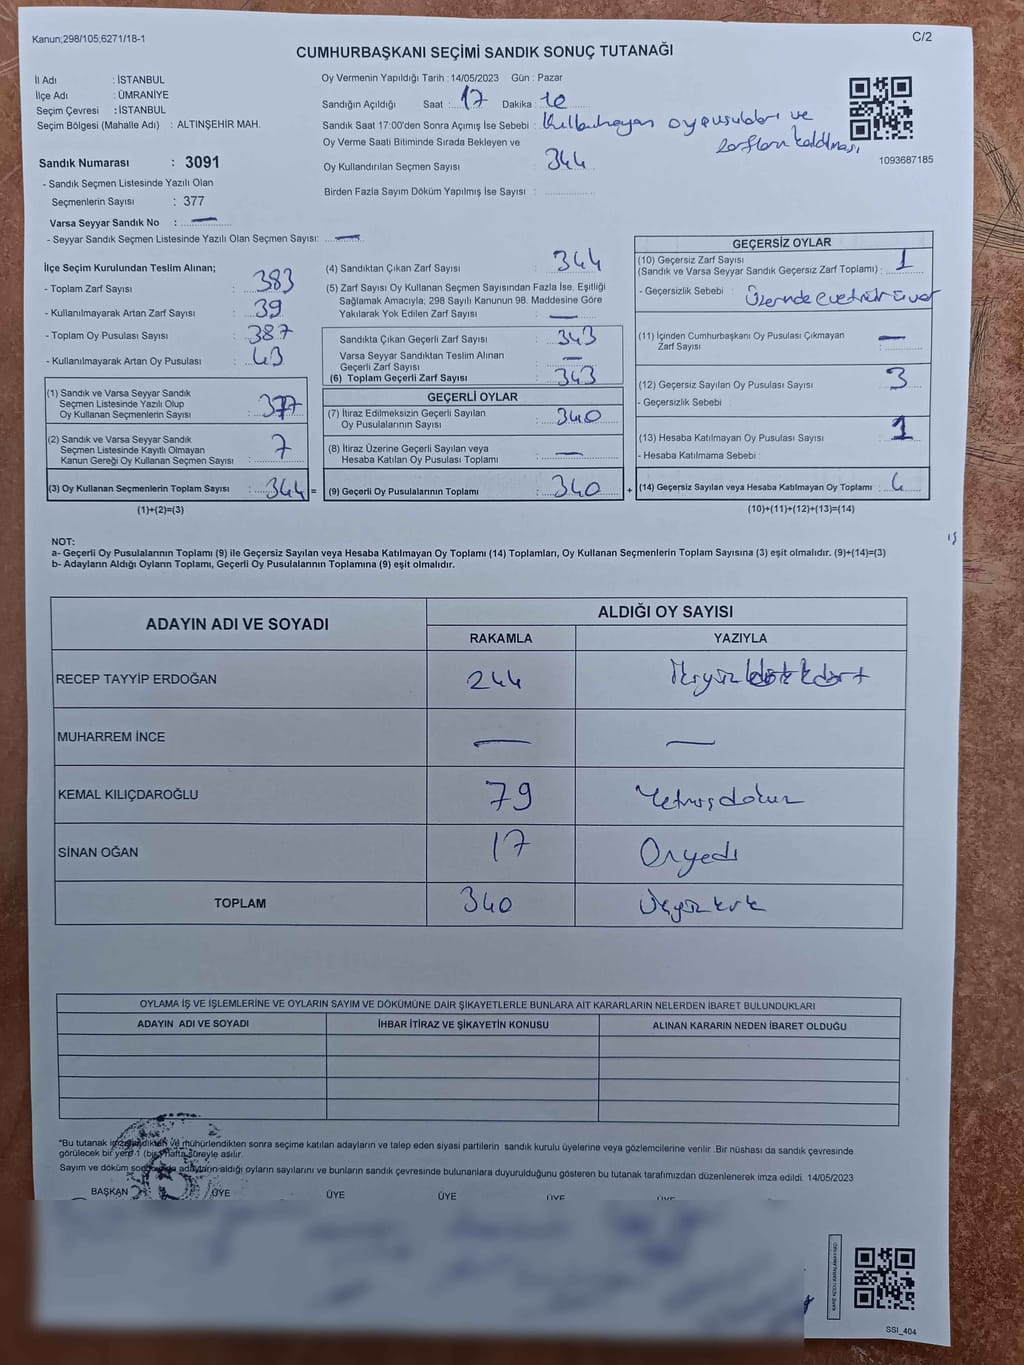 Kanun;298/105,6271/18-1
C/2
CUMHURBAŞKANI SEÇİMİ SANDIK SONUÇ TUTANAĞI
İl Adı : İSTANBUL
İlçe Adı : ÜMRANİYE
Seçim Çevresi : İSTANBUL
Seçim Bölgesi (Mahalle Adı) : ALTINŞEHİR MAH.
Sandık Numarası : 3091
- Sandık Seçmen Listesinde Yazılı Olan
Seçmenlerin Sayısı : 377
Varsa Seyyar Sandık No : —
- Seyyar Sandık Seçmen Listesinde Yazılı Olan Seçmen Sayısı: —
Oy Vermenin Yapıldığı Tarih :14/05/2023 Gün : Pazar
Sandığın Açıldığı Saat : 17 Dakika : 10
Sandık Saat 17:00'den Sonra Açımış İse Sebebi : Kullanılmayan oy pusulaları ve
zarfların kaldırılması
Oy Verme Saati Bitiminde Sırada Bekleyen ve
Oy Kullandırılan Seçmen Sayısı : 344
Birden Fazla Sayım Döküm Yapılmış İse Sayısı :
1093687185
İlçe Seçim Kurulundan Teslim Alınan;
- Toplam Zarf Sayısı : 383
- Kullanılmayarak Artan Zarf Sayısı : 39
- Toplam Oy Pusulası Sayısı : 387
- Kullanılmayarak Artan Oy Pusulası : 43
(1) Sandık ve Varsa Seyyar Sandık
Seçmen Listesinde Yazılı Olup
Oy Kullanan Seçmenlerin Sayısı : 377
(2) Sandık ve Varsa Seyyar Sandık
Seçmen Listesinde Kayıtlı Olmayan
Kanun Gereği Oy Kullanan Seçmen Sayısı : 7
(3) Oy Kullanan Seçmenlerin Toplam Sayısı : 344 =
(1)+(2)=(3)
(4) Sandıktan Çıkan Zarf Sayısı : 344
(5) Zarf Sayısı Oy Kullanan Seçmen Sayısından Fazla İse, Eşitliği
Sağlamak Amacıyla; 298 Sayılı Kanunun 98. Maddesine Göre
Yakılarak Yok Edilen Zarf Sayısı : —
Sandıkta Çıkan Geçerli Zarf Sayısı : 343
Varsa Seyyar Sandıktan Teslim Alınan
Geçerli Zarf Sayısı : —
(6) Toplam Geçerli Zarf Sayısı : 343
GEÇERLİ OYLAR
(7) İtiraz Edilmeksizin Geçerli Sayılan
Oy Pusulalarının Sayısı : 340
(8) İtiraz Üzerine Geçerli Sayılan veya
Hesaba Katılan Oy Pusulası Toplamı : —
(9) Geçerli Oy Pusulalarının Toplamı : 340 +
GEÇERSİZ OYLAR
(10) Geçersiz Zarf Sayısı
(Sandık ve Varsa Seyyar Sandık Geçersiz Zarf Toplamı) : 1
- Geçersizlik Sebebi : Üzerinde evet mührü var
(11) İçinden Cumhurbaşkanı Oy Pusulası Çıkmayan
Zarf Sayısı : —
(12) Geçersiz Sayılan Oy Pusulası Sayısı : 3
- Geçersizlik Sebebi :
(13) Hesaba Katılmayan Oy Pusulası Sayısı : 1
- Hesaba Katılmama Sebebi :
(14) Geçersiz Sayılan veya Hesaba Katılmayan Oy Toplamı : 4
(10)+(11)+(12)+(13)=(14)
NOT:
a- Geçerli Oy Pusulalarının Toplamı (9) ile Geçersiz Sayılan veya Hesaba Katılmayan Oy Toplamı (14) Toplamları, Oy Kullanan Seçmenlerin Toplam Sayısına (3) eşit olmalıdır. (9)+(14)=(3)
b- Adayların Aldığı Oyların Toplamı, Geçerli Oy Pusulalarının Toplamına (9) eşit olmalıdır.
ADAYIN ADI VE SOYADI
ALDIĞI OY SAYISI
RAKAMLA YAZIYLA
RECEP TAYYİP ERDOĞAN 244 İkiyüz kırkdört
MUHARREM İNCE — —
KEMAL KILIÇDAROĞLU 79 Yetmişdokuz
SİNAN OĞAN 17 Onyedi
TOPLAM 340 Üçyüzkırk
OYLAMA İŞ VE İŞLEMLERİNE VE OYLARIN SAYIM VE DÖKÜMÜNE DAİR ŞİKAYETLERLE BUNLARA AİT KARARLARIN NELERDEN İBARET BULUNDUKLARI
ADAYIN ADI VE SOYADI İHBAR İTİRAZ VE ŞİKAYETİN KONUSU ALINAN KARARIN NEDEN İBARET OLDUĞU
*Bu tutanak imzalandıktan ve mühürlendikten sonra seçime katılan adayların ve talep eden siyasi partilerin sandık kurulu üyelerine veya gözlemcilerine verilir .Bir nüshası da sandık çevresinde
görülecek bir yerd 1 (bir) hafta süreyle asılır.
Sayım ve döküm adayların aldığı oyların sayılarını ve bunların sandık çevresinde bulunanlara duyurulduğunu gösteren bu tutanak tarafımızdan düzenlenerek imza edildi. 14/05/2023
BAŞKAN ÜYE ÜYE ÜYE ÜYE ÜYE
SSI_404